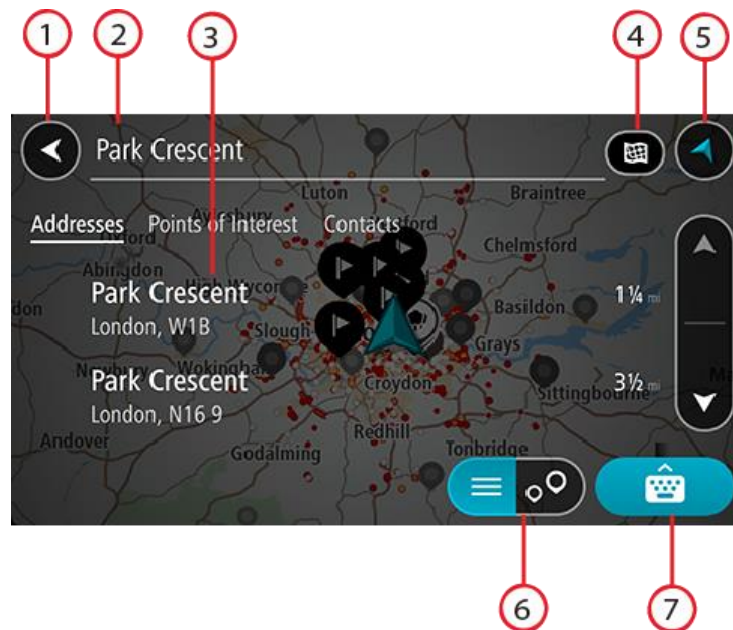 1 2 3 4 5
Park Crescent
Luton Braintree
Addresses Points of Interest Contacts
Chelmsford
Abingdon
Park Crescent 1¼ mi
London, W1B Slough Basildon
Grays
Park Crescent 3½ mi
Croydon Sittingbourne
London, N16 9
Andover Redhill
Godalming Tonbridge
6 7